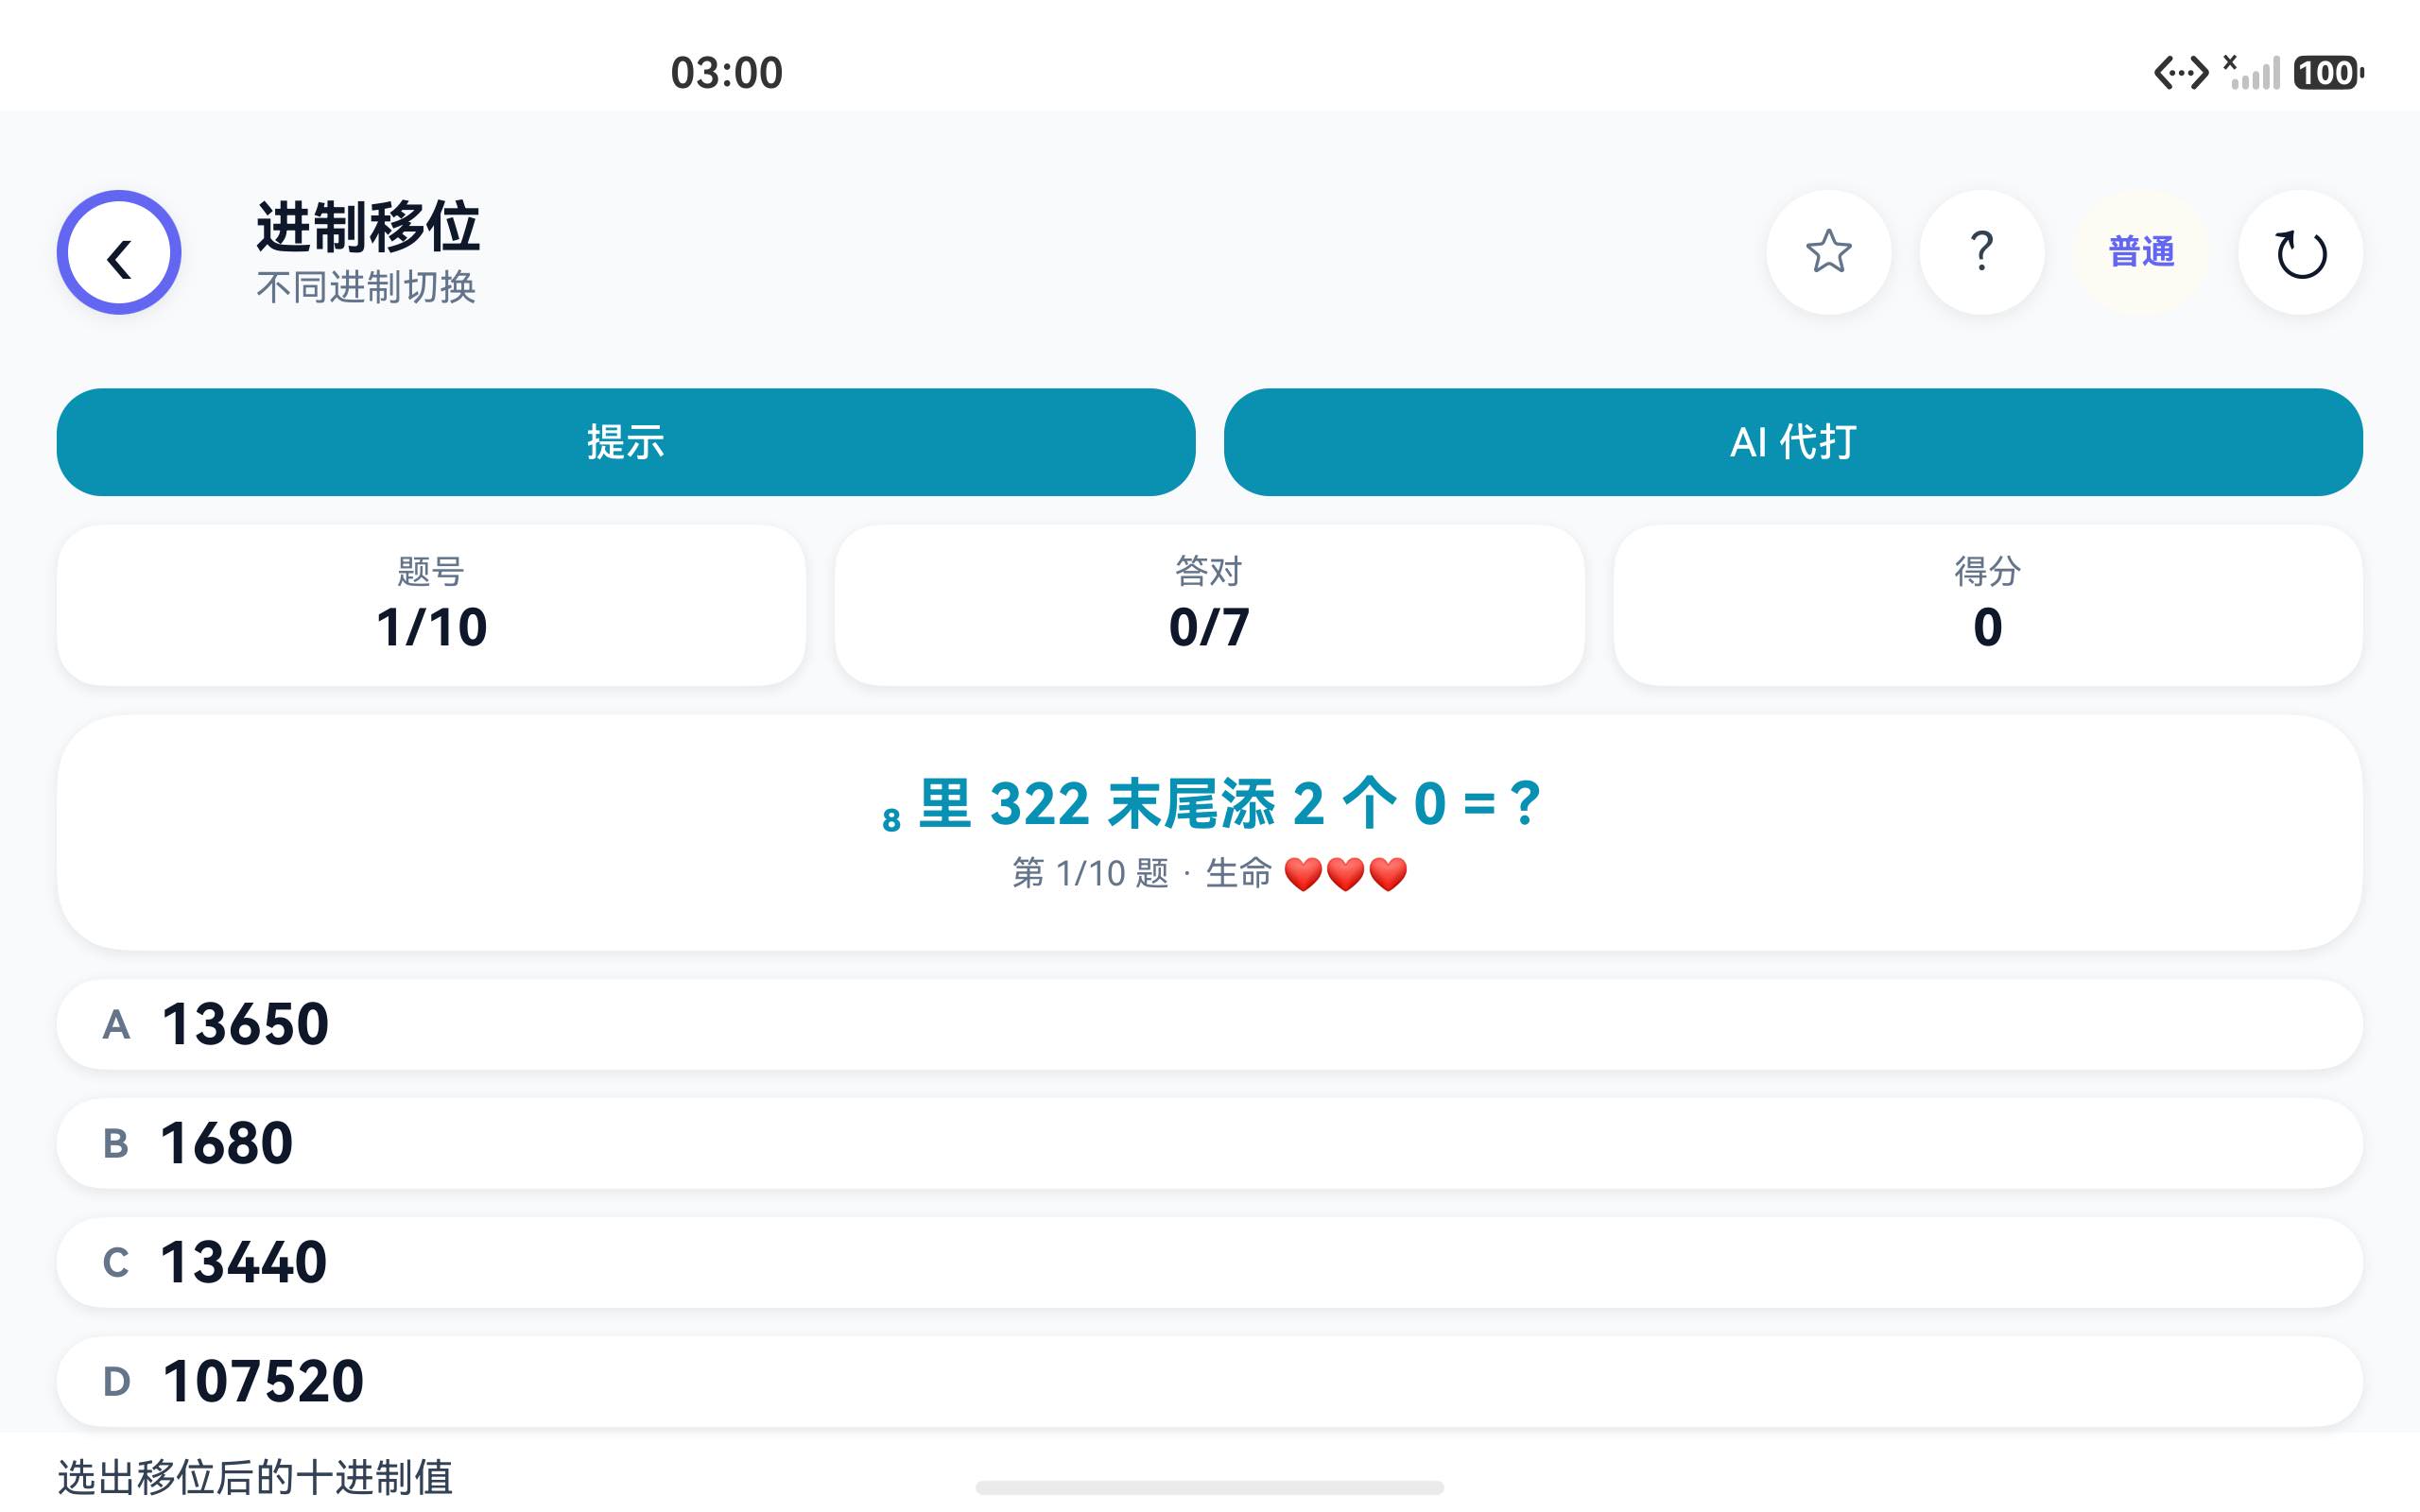 03:00
100
进制移位
不同进制切换
?
普通
提示
AI 代打
题号
1/10
答对
0/7
得分
0
₈ 里 322 末尾添 2 个 0 = ?
第 1/10 题 · 生命 ❤️❤️❤️
A 13650
B 1680
C 13440
D 107520
选出移位后的十进制值